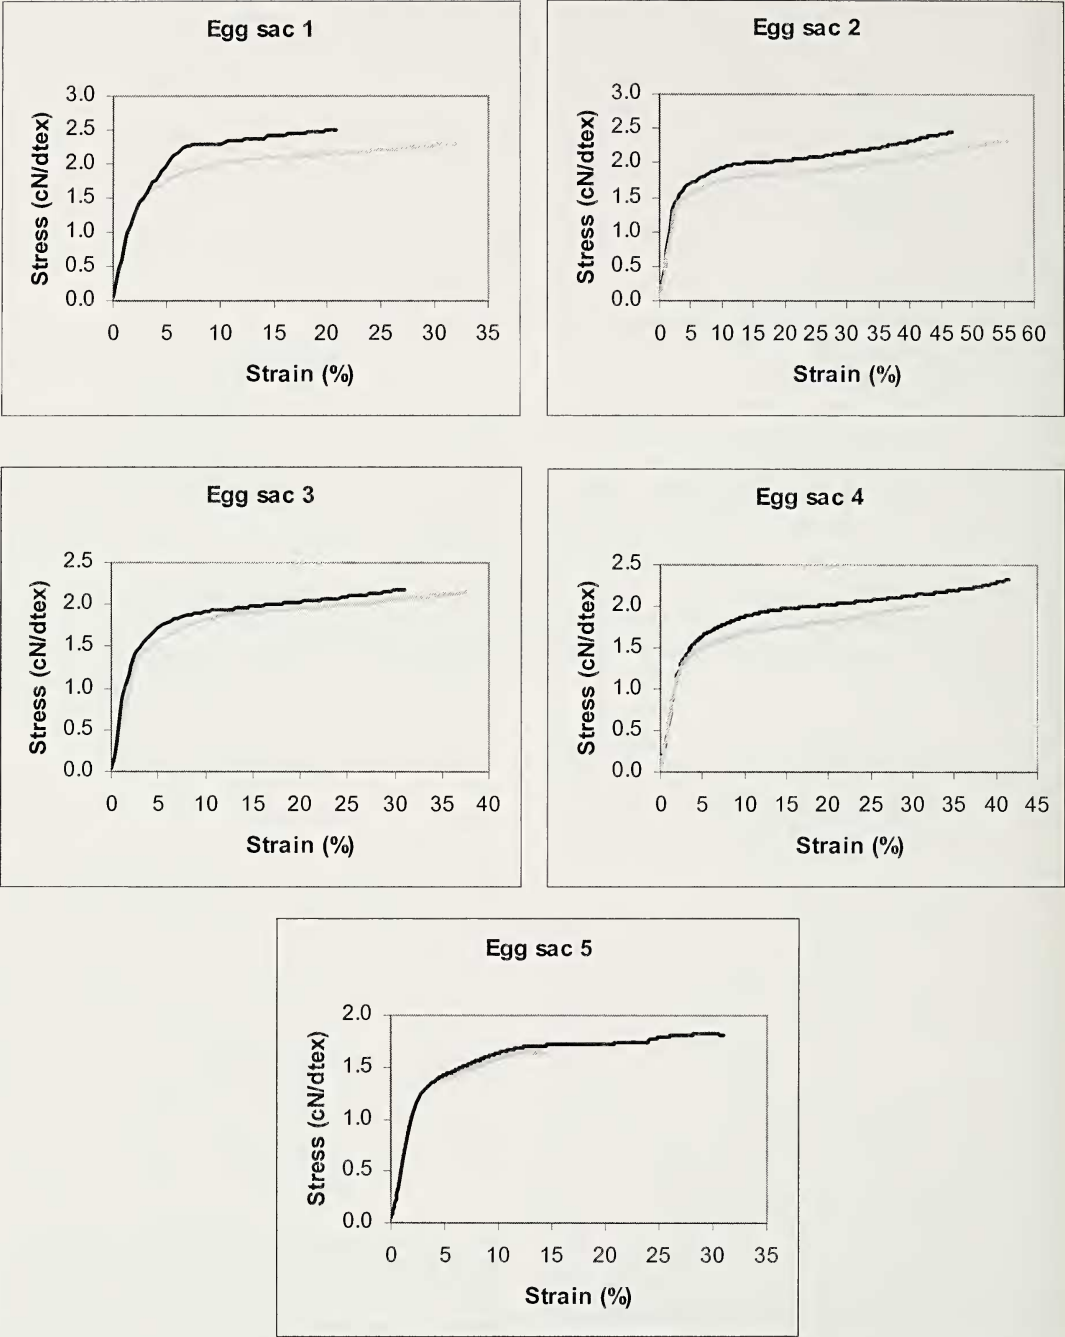 Egg sac 1
3.0
2.5
2.0
1.5
1.0
0.5
0.0
Stress (cN/dtex)
0 5 10 15 20 25 30 35
Strain (%)
Egg sac 2
3.0
2.5
2.0
1.5
1.0
0.5
0.0
Stress (cN/dtex)
0 5 10 15 20 25 30 35 40 45 50 55 60
Strain (%)
Egg sac 3
2.5
2.0
1.5
1.0
0.5
0.0
Stress (cN/dtex)
0 5 10 15 20 25 30 35 40
Strain (%)
Egg sac 4
2.5
2.0
1.5
1.0
0.5
0.0
Stress (cN/dtex)
0 5 10 15 20 25 30 35 40 45
Strain (%)
Egg sac 5
2.0
1.5
1.0
0.5
0.0
Stress (cN/dtex)
0 5 10 15 20 25 30 35
Strain (%)